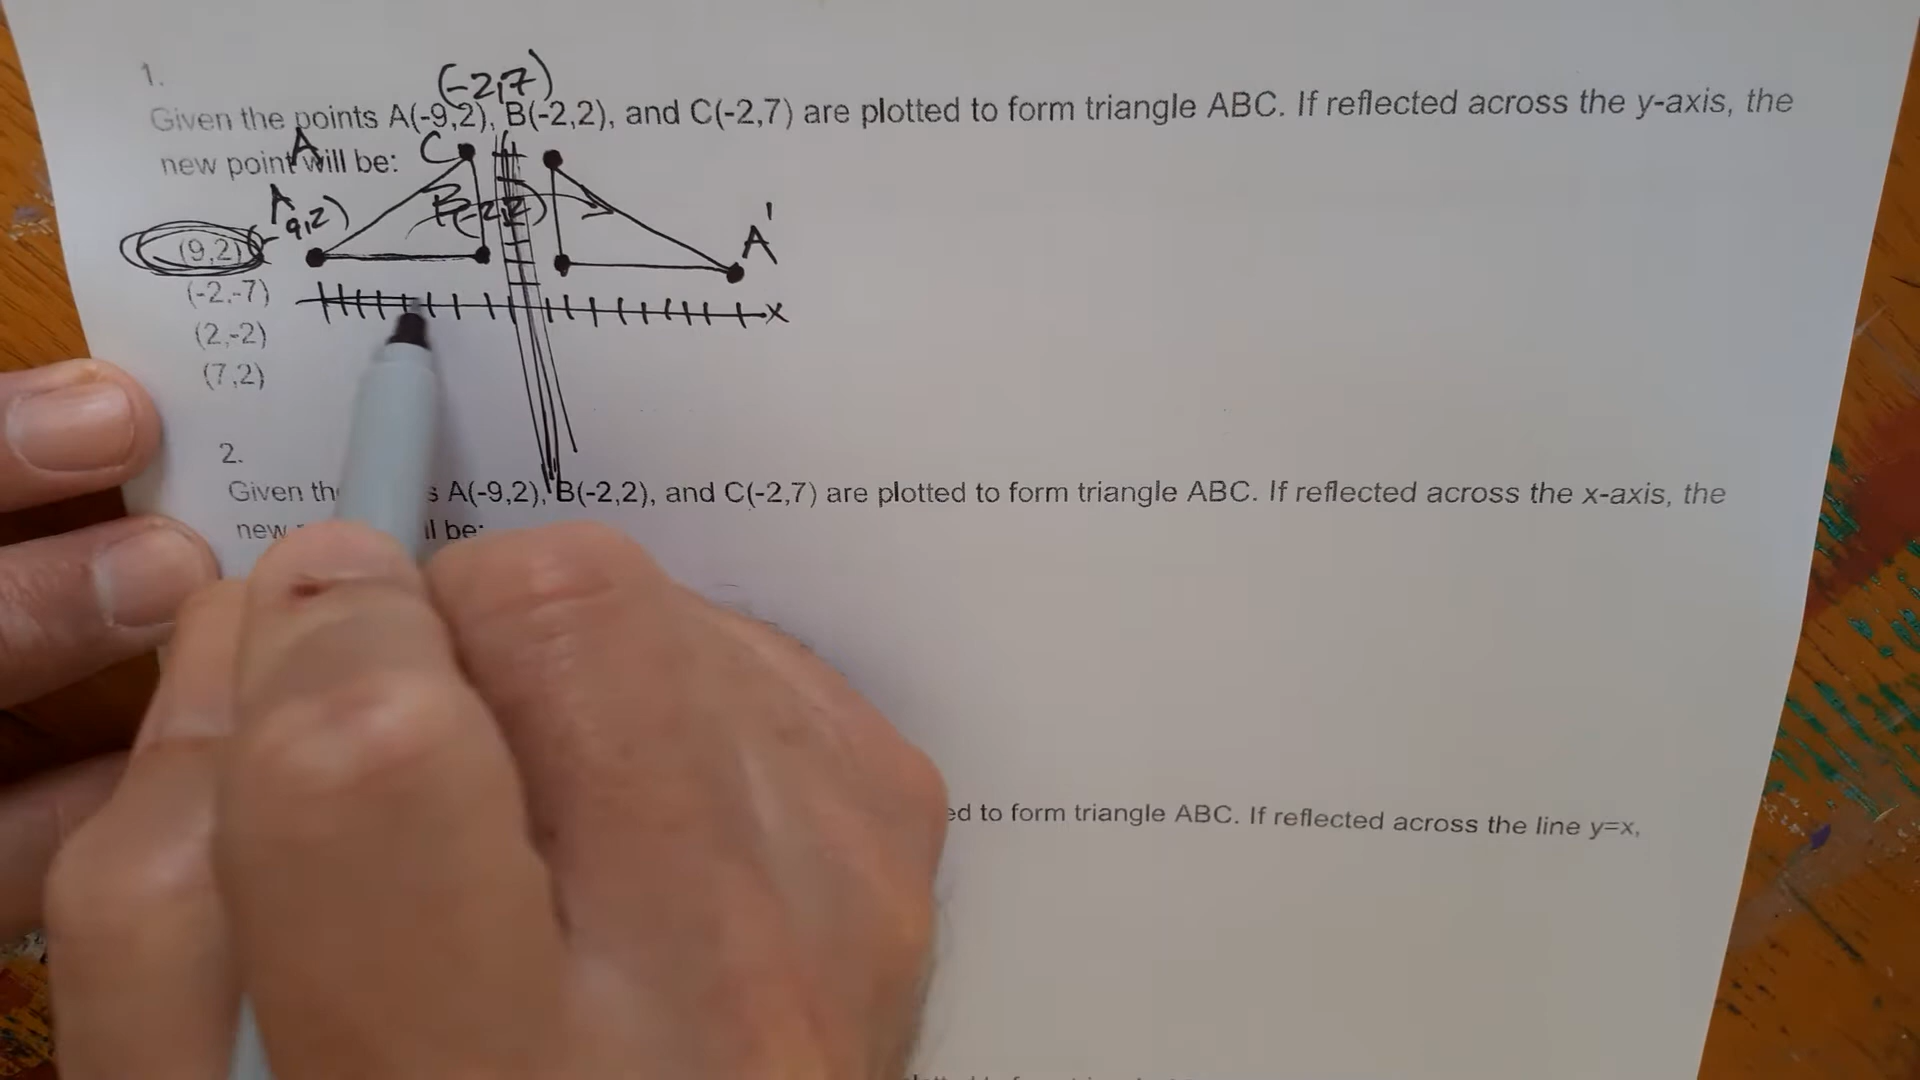 1.
(-2,7)
Given the points A(-9,2), B(-2,2), and C(-2,7) are plotted to form triangle ABC. If reflected across the y-axis, the
new point A will be:
C
A
9,2)
B
(-2,2)
A'
(9,2)
(-2,-7)
x
(2,-2)
(7,2)
2.
Given th s A(-9,2), B(-2,2), and C(-2,7) are plotted to form triangle ABC. If reflected across the x-axis, the
new ll be:
ed to form triangle ABC. If reflected across the line y=x,